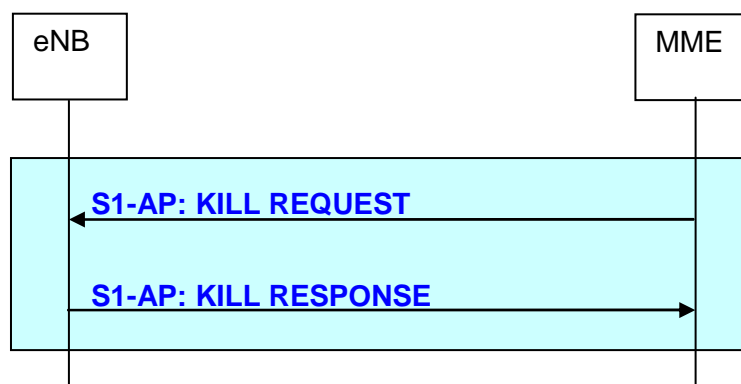 eNB
MME
S1-AP: KILL REQUEST
S1-AP: KILL RESPONSE